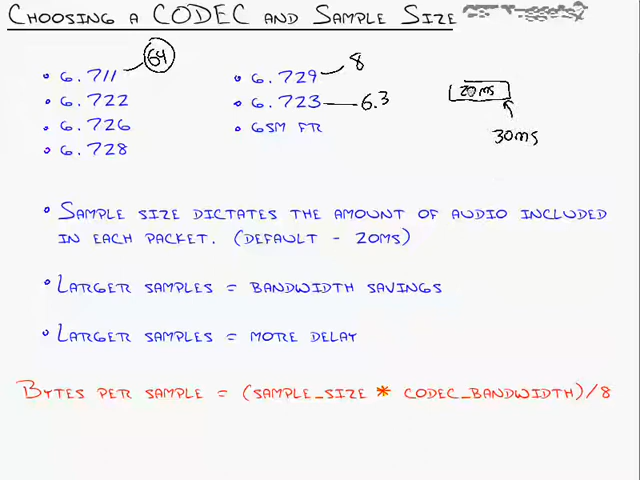 Choosing a CODEC and Sample Size
• G.711 64
• G.722
• G.726
• G.728
• G.729 8
• G.723 6.3
• GSM FR
20ms
30ms
• Sample size dictates the amount of audio included
in each packet. (default - 20ms)
• Larger samples = bandwidth savings
• Larger samples = more delay
Bytes per sample = (sample_size * codec_bandwidth)/8